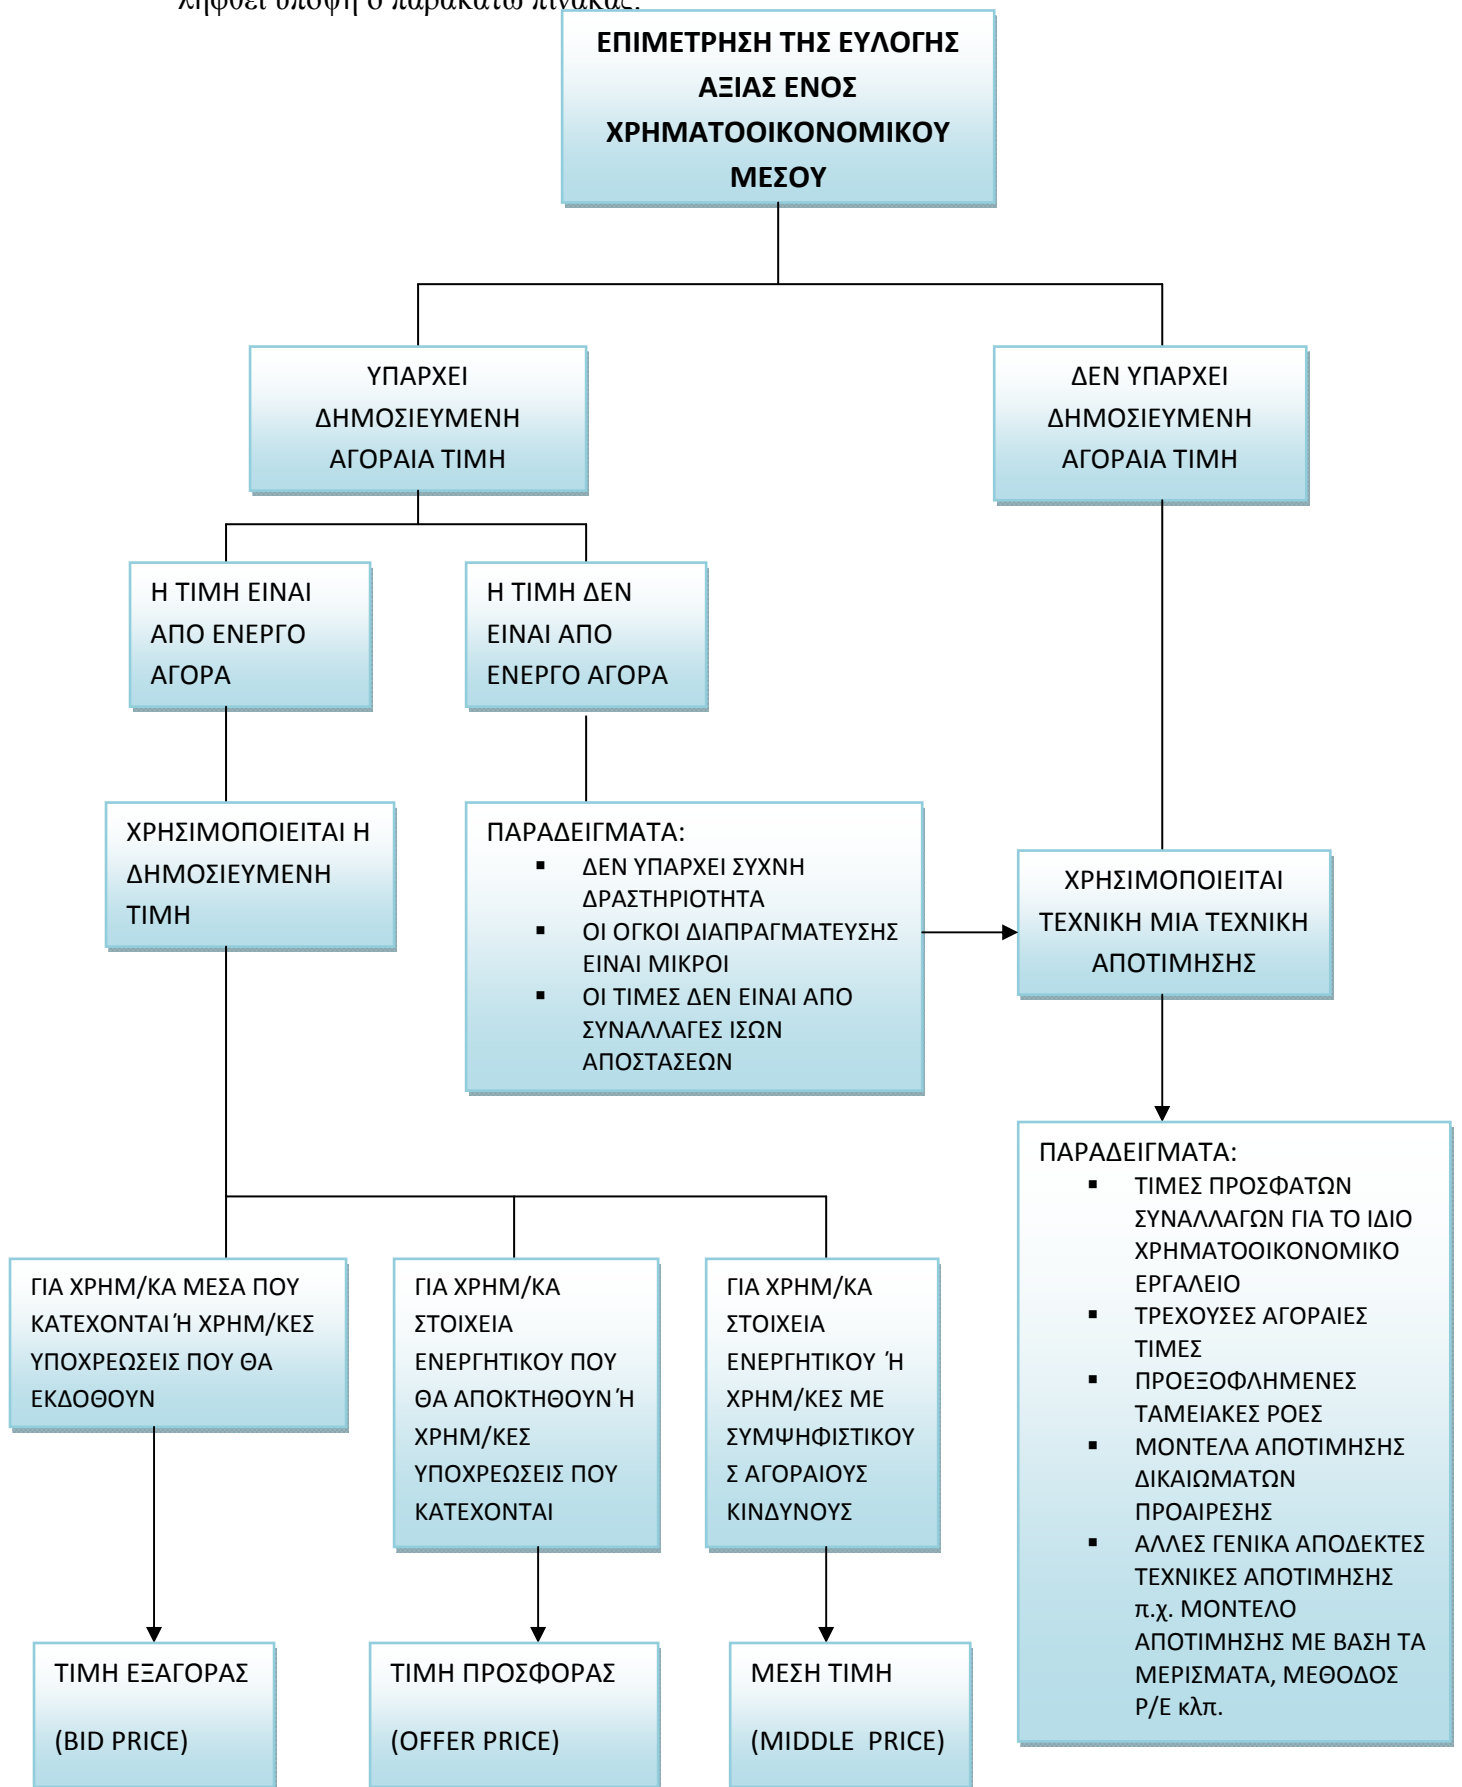 ληφθεί υπόψη ο παρακάτω πίνακας.
ΕΠΙΜΕΤΡΗΣΗ ΤΗΣ ΕΥΛΟΓΗΣ
ΑΞΙΑΣ ΕΝΟΣ
ΧΡΗΜΑΤΟΟΙΚΟΝΟΜΙΚΟΥ
ΜΕΣΟΥ
ΥΠΑΡΧΕΙ
ΔΗΜΟΣΙΕΥΜΕΝΗ
ΑΓΟΡΑΙΑ ΤΙΜΗ
ΔΕΝ ΥΠΑΡΧΕΙ
ΔΗΜΟΣΙΕΥΜΕΝΗ
ΑΓΟΡΑΙΑ ΤΙΜΗ
Η ΤΙΜΗ ΕΙΝΑΙ
ΑΠΟ ΕΝΕΡΓΟ
ΑΓΟΡΑ
Η ΤΙΜΗ ΔΕΝ
ΕΙΝΑΙ ΑΠΟ
ΕΝΕΡΓΟ ΑΓΟΡΑ
ΧΡΗΣΙΜΟΠΟΙΕΙΤΑΙ Η
ΔΗΜΟΣΙΕΥΜΕΝΗ
ΤΙΜΗ
ΠΑΡΑΔΕΙΓΜΑΤΑ:
▪ ΔΕΝ ΥΠΑΡΧΕΙ ΣΥΧΝΗ
ΔΡΑΣΤΗΡΙΟΤΗΤΑ
▪ ΟΙ ΟΓΚΟΙ ΔΙΑΠΡΑΓΜΑΤΕΥΣΗΣ
ΕΙΝΑΙ ΜΙΚΡΟΙ
▪ ΟΙ ΤΙΜΕΣ ΔΕΝ ΕΙΝΑΙ ΑΠΟ
ΣΥΝΑΛΛΑΓΕΣ ΙΣΩΝ
ΑΠΟΣΤΑΣΕΩΝ
ΧΡΗΣΙΜΟΠΟΙΕΙΤΑΙ
ΤΕΧΝΙΚΗ ΜΙΑ ΤΕΧΝΙΚΗ
ΑΠΟΤΙΜΗΣΗΣ
ΠΑΡΑΔΕΙΓΜΑΤΑ:
▪ ΤΙΜΕΣ ΠΡΟΣΦΑΤΩΝ
ΣΥΝΑΛΛΑΓΩΝ ΓΙΑ ΤΟ ΙΔΙΟ
ΧΡΗΜΑΤΟΟΙΚΟΝΟΜΙΚΟ
ΕΡΓΑΛΕΙΟ
▪ ΤΡΕΧΟΥΣΕΣ ΑΓΟΡΑΙΕΣ
ΤΙΜΕΣ
▪ ΠΡΟΕΞΟΦΛΗΜΕΝΕΣ
ΤΑΜΕΙΑΚΕΣ ΡΟΕΣ
▪ ΜΟΝΤΕΛΑ ΑΠΟΤΙΜΗΣΗΣ
ΔΙΚΑΙΩΜΑΤΩΝ
ΠΡΟΑΙΡΕΣΗΣ
▪ ΑΛΛΕΣ ΓΕΝΙΚΑ ΑΠΟΔΕΚΤΕΣ
ΤΕΧΝΙΚΕΣ ΑΠΟΤΙΜΗΣΗΣ
π.χ. ΜΟΝΤΕΛΟ
ΑΠΟΤΙΜΗΣΗΣ ΜΕ ΒΑΣΗ ΤΑ
ΜΕΡΙΣΜΑΤΑ, ΜΕΘΟΔΟΣ
P/E κλπ.
ΓΙΑ ΧΡΗΜ/ΚΑ ΜΕΣΑ ΠΟΥ
ΚΑΤΕΧΟΝΤΑΙ Ή ΧΡΗΜ/ΚΕΣ
ΥΠΟΧΡΕΩΣΕΙΣ ΠΟΥ ΘΑ
ΕΚΔΟΘΟΥΝ
ΓΙΑ ΧΡΗΜ/ΚΑ
ΣΤΟΙΧΕΙΑ
ΕΝΕΡΓΗΤΙΚΟΥ ΠΟΥ
ΘΑ ΑΠΟΚΤΗΘΟΥΝ Ή
ΧΡΗΜ/ΚΕΣ
ΥΠΟΧΡΕΩΣΕΙΣ ΠΟΥ
ΚΑΤΕΧΟΝΤΑΙ
ΓΙΑ ΧΡΗΜ/ΚΑ
ΣΤΟΙΧΕΙΑ
ΕΝΕΡΓΗΤΙΚΟΥ Ή
ΧΡΗΜ/ΚΕΣ ΜΕ
ΣΥΜΨΗΦΙΣΤΙΚΟΥ
Σ ΑΓΟΡΑΙΟΥΣ
ΚΙΝΔΥΝΟΥΣ
ΤΙΜΗ ΕΞΑΓΟΡΑΣ
(BID PRICE)
ΤΙΜΗ ΠΡΟΣΦΟΡΑΣ
(OFFER PRICE)
ΜΕΣΗ ΤΙΜΗ
(MIDDLE PRICE)